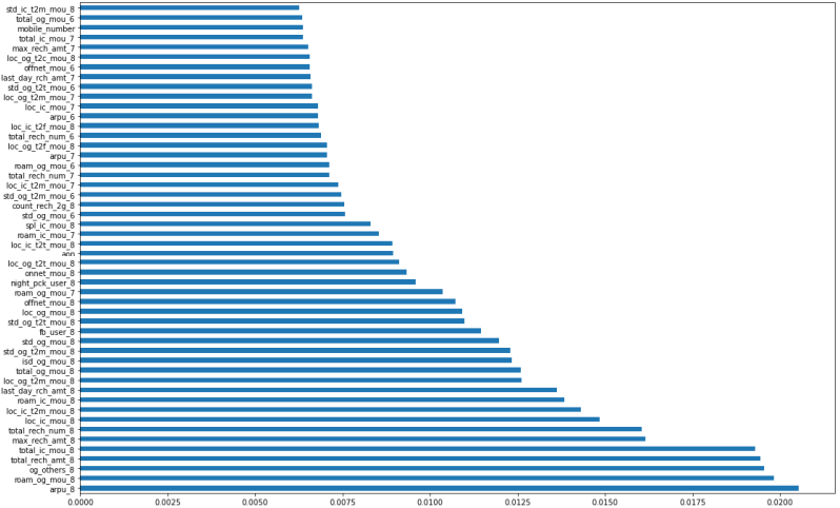 std_ic_t2m_mou_8
total_og_mou_6
mobile_number
total_ic_mou_7
max_rech_amt_7
loc_og_t2c_mou_8
offnet_mou_6
last_day_rch_amt_7
std_og_t2t_mou_6
loc_og_t2m_mou_7
loc_ic_mou_7
arpu_6
loc_ic_t2f_mou_8
total_rech_num_6
loc_og_t2f_mou_8
arpu_7
roam_og_mou_6
total_rech_num_7
loc_ic_t2m_mou_7
std_og_t2m_mou_6
count_rech_2g_8
std_og_mou_6
spl_ic_mou_8
roam_ic_mou_7
loc_ic_t2t_mou_8
aon
loc_og_t2t_mou_8
onnet_mou_8
night_pck_user_8
roam_og_mou_7
offnet_mou_8
loc_og_mou_8
std_og_t2t_mou_8
fb_user_8
std_og_mou_8
std_og_t2m_mou_8
isd_og_mou_8
total_og_mou_8
loc_og_t2m_mou_8
last_day_rch_amt_8
roam_ic_mou_8
loc_ic_t2m_mou_8
loc_ic_mou_8
total_rech_num_8
max_rech_amt_8
total_ic_mou_8
total_rech_amt_8
og_others_8
roam_og_mou_8
arpu_8
0.0000 0.0025 0.0050 0.0075 0.0100 0.0125 0.0150 0.0175 0.0200